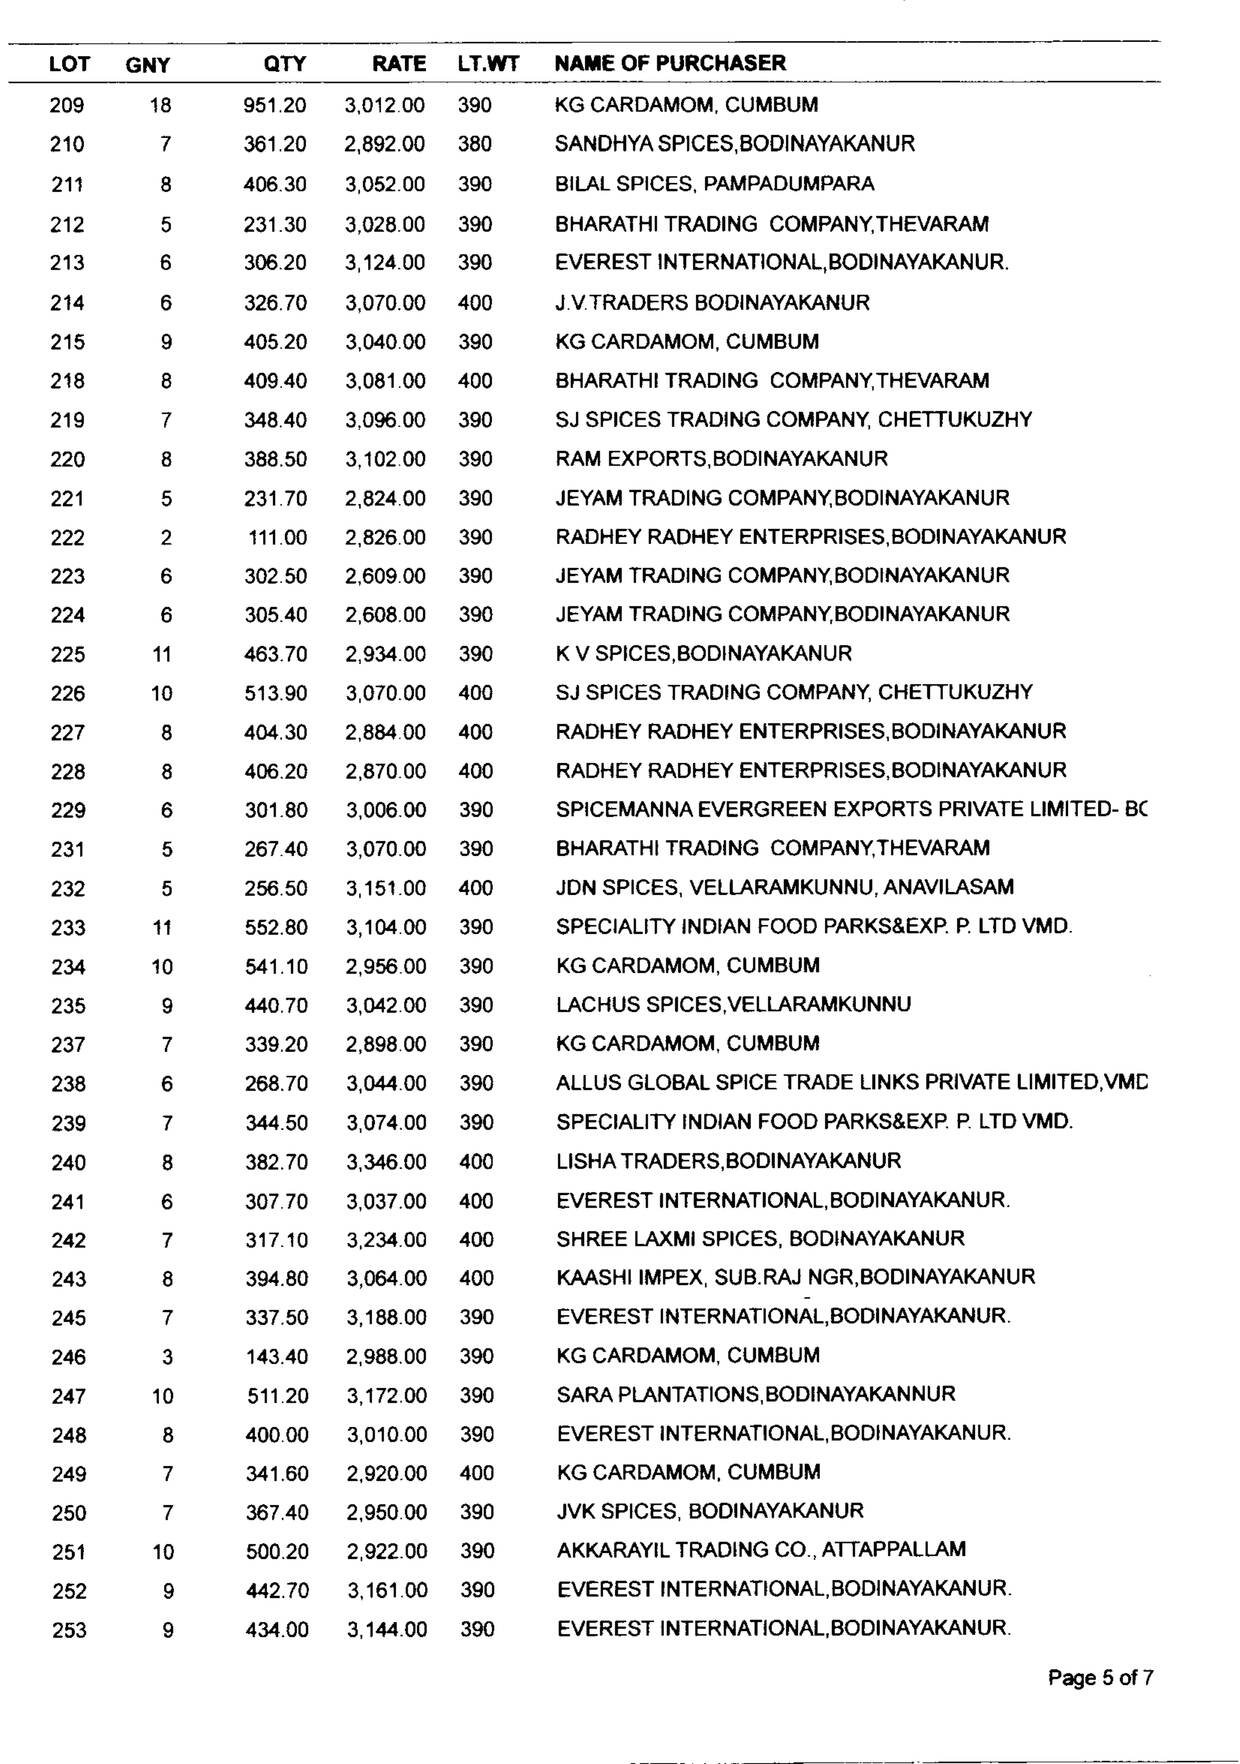 LOT GNY QTY RATE LT.WT NAME OF PURCHASER
209 18 951.20 3,012.00 390 KG CARDAMOM, CUMBUM
210 7 361.20 2,892.00 380 SANDHYA SPICES,BODINAYAKANUR
211 8 406.30 3,052.00 390 BILAL SPICES, PAMPADUMPARA
212 5 231.30 3,028.00 390 BHARATHI TRADING COMPANY,THEVARAM
213 6 306.20 3,124.00 390 EVEREST INTERNATIONAL,BODINAYAKANUR.
214 6 326.70 3,070.00 400 J.V.TRADERS BODINAYAKANUR
215 9 405.20 3,040.00 390 KG CARDAMOM, CUMBUM
218 8 409.40 3,081.00 400 BHARATHI TRADING COMPANY,THEVARAM
219 7 348.40 3,096.00 390 SJ SPICES TRADING COMPANY, CHETTUKUZHY
220 8 388.50 3,102.00 390 RAM EXPORTS,BODINAYAKANUR
221 5 231.70 2,824.00 390 JEYAM TRADING COMPANY,BODINAYAKANUR
222 2 111.00 2,826.00 390 RADHEY RADHEY ENTERPRISES,BODINAYAKANUR
223 6 302.50 2,609.00 390 JEYAM TRADING COMPANY,BODINAYAKANUR
224 6 305.40 2,608.00 390 JEYAM TRADING COMPANY,BODINAYAKANUR
225 11 463.70 2,934.00 390 K V SPICES,BODINAYAKANUR
226 10 513.90 3,070.00 400 SJ SPICES TRADING COMPANY, CHETTUKUZHY
227 8 404.30 2,884.00 400 RADHEY RADHEY ENTERPRISES,BODINAYAKANUR
228 8 406.20 2,870.00 400 RADHEY RADHEY ENTERPRISES,BODINAYAKANUR
229 6 301.80 3,006.00 390 SPICEMANNA EVERGREEN EXPORTS PRIVATE LIMITED- BC
231 5 267.40 3,070.00 390 BHARATHI TRADING COMPANY,THEVARAM
232 5 256.50 3,151.00 400 JDN SPICES, VELLARAMKUNNU, ANAVILASAM
233 11 552.80 3,104.00 390 SPECIALITY INDIAN FOOD PARKS&EXP. P. LTD VMD.
234 10 541.10 2,956.00 390 KG CARDAMOM, CUMBUM
235 9 440.70 3,042.00 390 LACHUS SPICES,VELLARAMKUNNU
237 7 339.20 2,898.00 390 KG CARDAMOM, CUMBUM
238 6 268.70 3,044.00 390 ALLUS GLOBAL SPICE TRADE LINKS PRIVATE LIMITED,VMD
239 7 344.50 3,074.00 390 SPECIALITY INDIAN FOOD PARKS&EXP. P. LTD VMD.
240 8 382.70 3,346.00 400 LISHA TRADERS,BODINAYAKANUR
241 6 307.70 3,037.00 400 EVEREST INTERNATIONAL,BODINAYAKANUR.
242 7 317.10 3,234.00 400 SHREE LAXMI SPICES, BODINAYAKANUR
243 8 394.80 3,064.00 400 KAASHI IMPEX, SUB.RAJ NGR,BODINAYAKANUR
245 7 337.50 3,188.00 390 EVEREST INTERNATIONAL,BODINAYAKANUR.
246 3 143.40 2,988.00 390 KG CARDAMOM, CUMBUM
247 10 511.20 3,172.00 390 SARA PLANTATIONS,BODINAYAKANNUR
248 8 400.00 3,010.00 390 EVEREST INTERNATIONAL,BODINAYAKANUR.
249 7 341.60 2,920.00 400 KG CARDAMOM, CUMBUM
250 7 367.40 2,950.00 390 JVK SPICES, BODINAYAKANUR
251 10 500.20 2,922.00 390 AKKARAYIL TRADING CO., ATTAPPALLAM
252 9 442.70 3,161.00 390 EVEREST INTERNATIONAL,BODINAYAKANUR.
253 9 434.00 3,144.00 390 EVEREST INTERNATIONAL,BODINAYAKANUR.
Page 5 of 7